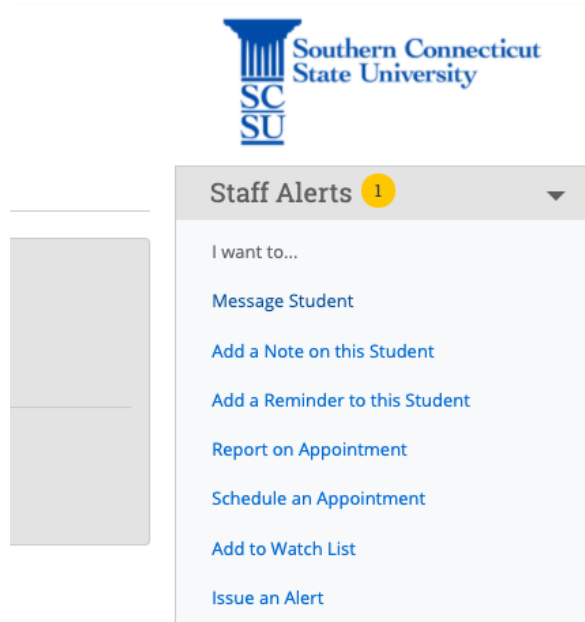 Southern Connecticut
State University
SC
SU
Staff Alerts 1
I want to...
Message Student
Add a Note on this Student
Add a Reminder to this Student
Report on Appointment
Schedule an Appointment
Add to Watch List
Issue an Alert